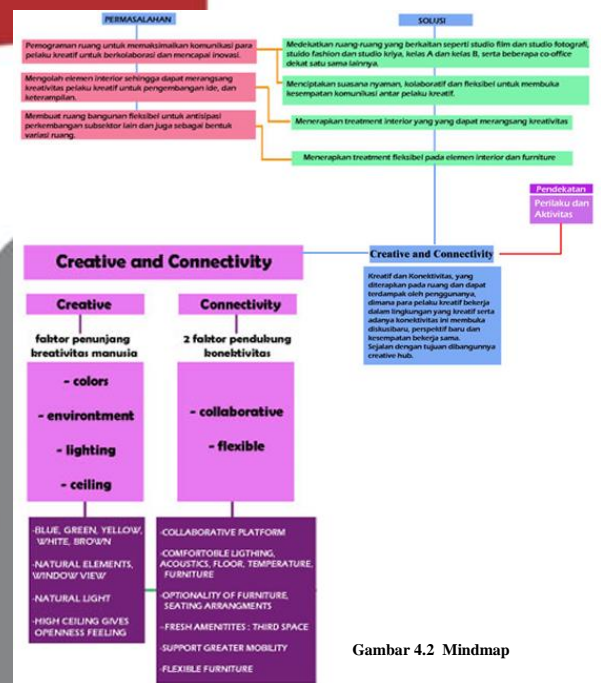 PERMASALAHAN
SOLUSI
Pemograman ruang untuk memaksimalkan komunikasi para
pelaku kreatif untuk berkolaborasi dan mencapai inovasi.
Mengolah elemen interior sehingga dapat merangsang
kreativitas pelaku kreatif untuk pengembangan ide, dan
keterampilan.
Membuat ruang bangunan fleksibel untuk antisipasi
perkembangan subsektor lain dan juga sebagai bentuk
variasi ruang.
Medekatkan ruang-ruang yang berkaitan seperti studio film dan studio fotografi,
stuido fashion dan studio kriya, kelas A dan kelas B, serta beberapa co-office
dekat satu sama lainnya.
Menciptakan suasana nyaman, kolaboratif dan fleksibel untuk membuka
kesempatan komunikasi antar pelaku kreatif.
Menerapkan treatment interior yang yang dapat merangsang kreativitas
Menerapkan treatment fleksibel pada elemen interior dan furniture
Pendekatan
Perilaku dan
Aktivitas
Creative and Connectivity
Kreatif dan Konektivitas, yang
diterapkan pada ruang dan dapat
terdampak oleh penggunanya,
dimana para pelaku kreatif bekerja
dalam lingkungan yang kreatif serta
adanya konektivitas ini membuka
diskusibaru, perspektif baru dan
kesempatan bekerja sama.
Sejalan dengan tujuan dibangunnya
creative hub.
Creative and Connectivity
Creative
faktor penunjang
kreativitas manusia
- colors
- environtment
- lighting
- ceiling
-BLUE, GREEN, YELLOW,
WHITE, BROWN
-NATURAL ELEMENTS,
WINDOW VIEW
-NATURAL LIGHT
-HIGH CEILING GIVES
OPENNESS FEELING
Connectivity
2 faktor pendukung
konektivitas
- collaborative
- flexible
-COLLABORATIVE PLATFORM
-COMFORTOBLE LIGTHING,
ACOUSTICS, FLOOR, TEMPERATURE,
FURNITURE
-OPTIONALITY OF FURNITURE,
SEATING ARRANGMENTS
-FRESH AMENITITES : THIRD SPACE
-SUPPORT GREATER MOBILITY
-FLEXIBLE FURNITURE
Gambar 4.2 Mindmap